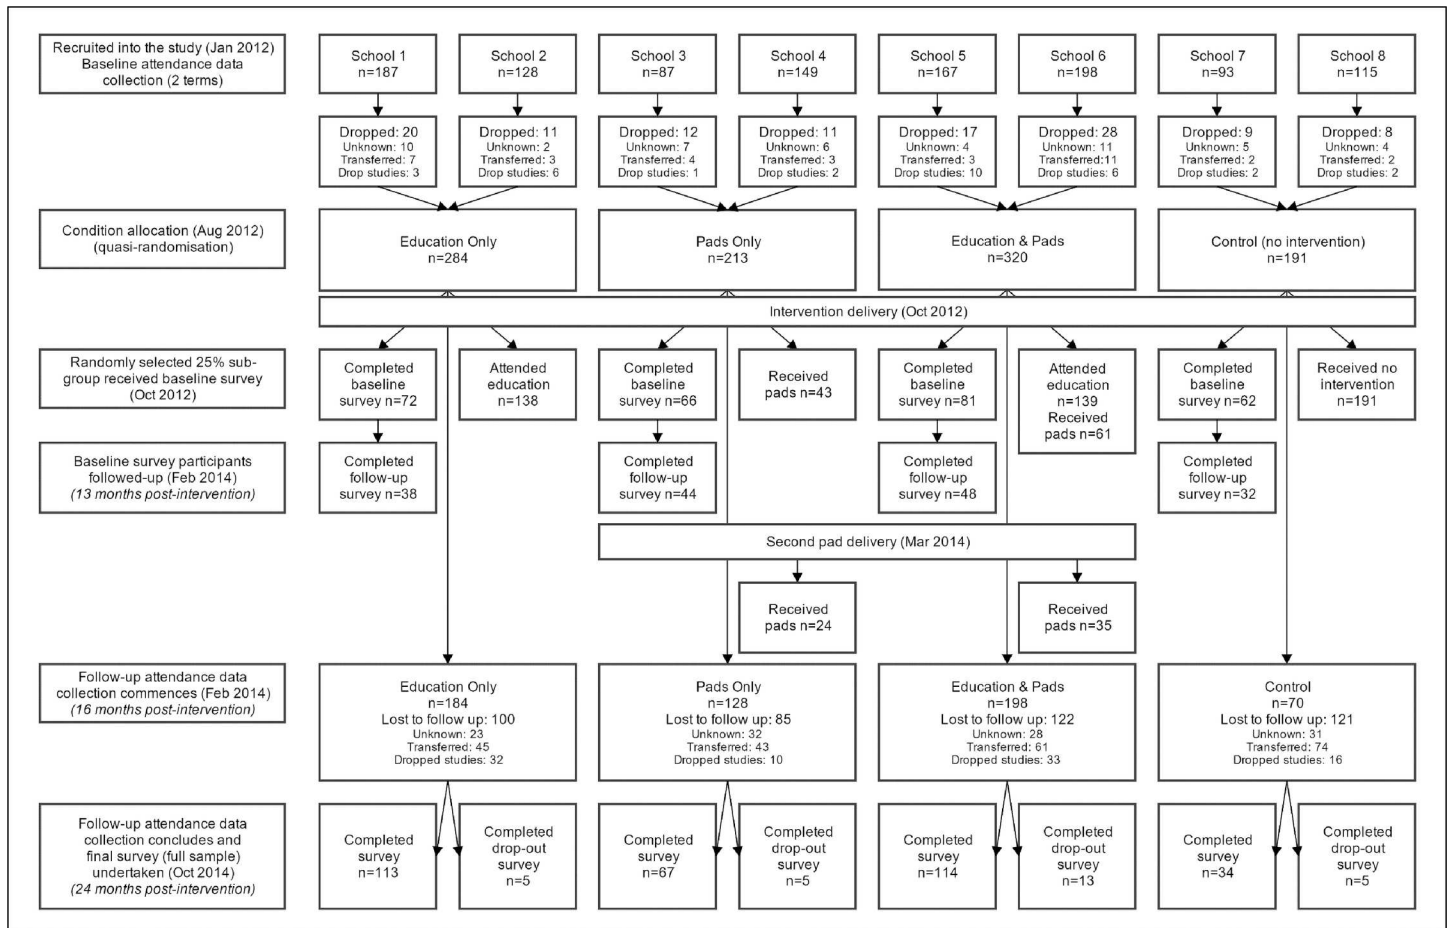 Recruited into the study (Jan 2012)
Baseline attendance data
collection (2 terms)
School 1
n=187
School 2
n=128
School 3
n=87
School 4
n=149
School 5
n=167
School 6
n=198
School 7
n=93
School 8
n=115
Dropped: 20
Unknown: 10
Transferred: 7
Drop studies: 3
Dropped: 11
Unknown: 2
Transferred: 3
Drop studies: 6
Dropped: 12
Unknown: 7
Transferred: 4
Drop studies: 1
Dropped: 11
Unknown: 6
Transferred: 3
Drop studies: 2
Dropped: 17
Unknown: 4
Transferred: 3
Drop studies: 10
Dropped: 28
Unknown: 11
Transferred:11
Drop studies: 6
Dropped: 9
Unknown: 5
Transferred: 2
Drop studies: 2
Dropped: 8
Unknown: 4
Transferred: 2
Drop studies: 2
Condition allocation (Aug 2012)
(quasi-randomisation)
Education Only
n=284
Pads Only
n=213
Education & Pads
n=320
Control (no intervention)
n=191
Intervention delivery (Oct 2012)
Randomly selected 25% sub-
group received baseline survey
(Oct 2012)
Completed
baseline
survey n=72
Attended
education
n=138
Completed
baseline
survey n=66
Received
pads n=43
Completed
baseline
survey n=81
Attended
education
n=139
Received
pads n=61
Completed
baseline
survey n=62
Received no
intervention
n=191
Baseline survey participants
followed-up (Feb 2014)
(13 months post-intervention)
Completed
follow-up
survey n=38
Completed
follow-up
survey n=44
Completed
follow-up
survey n=48
Completed
follow-up
survey n=32
Second pad delivery (Mar 2014)
Received
pads n=24
Received
pads n=35
Follow-up attendance data
collection commences (Feb 2014)
(16 months post-intervention)
Education Only
n=184
Lost to follow up: 100
Unknown: 23
Transferred: 45
Dropped studies: 32
Pads Only
n=128
Lost to follow up: 85
Unknown: 32
Transferred: 43
Dropped studies: 10
Education & Pads
n=198
Lost to follow up: 122
Unknown: 28
Transferred: 61
Dropped studies: 33
Control
n=70
Lost to follow up: 121
Unknown: 31
Transferred: 74
Dropped studies: 16
Follow-up attendance data
collection concludes and
final survey (full sample)
undertaken (Oct 2014)
(24 months post-intervention)
Completed
survey
n=113
Completed
drop-out
survey
n=5
Completed
survey
n=67
Completed
drop-out
survey
n=5
Completed
survey
n=114
Completed
drop-out
survey
n=13
Completed
survey
n=34
Completed
drop-out
survey
n=5